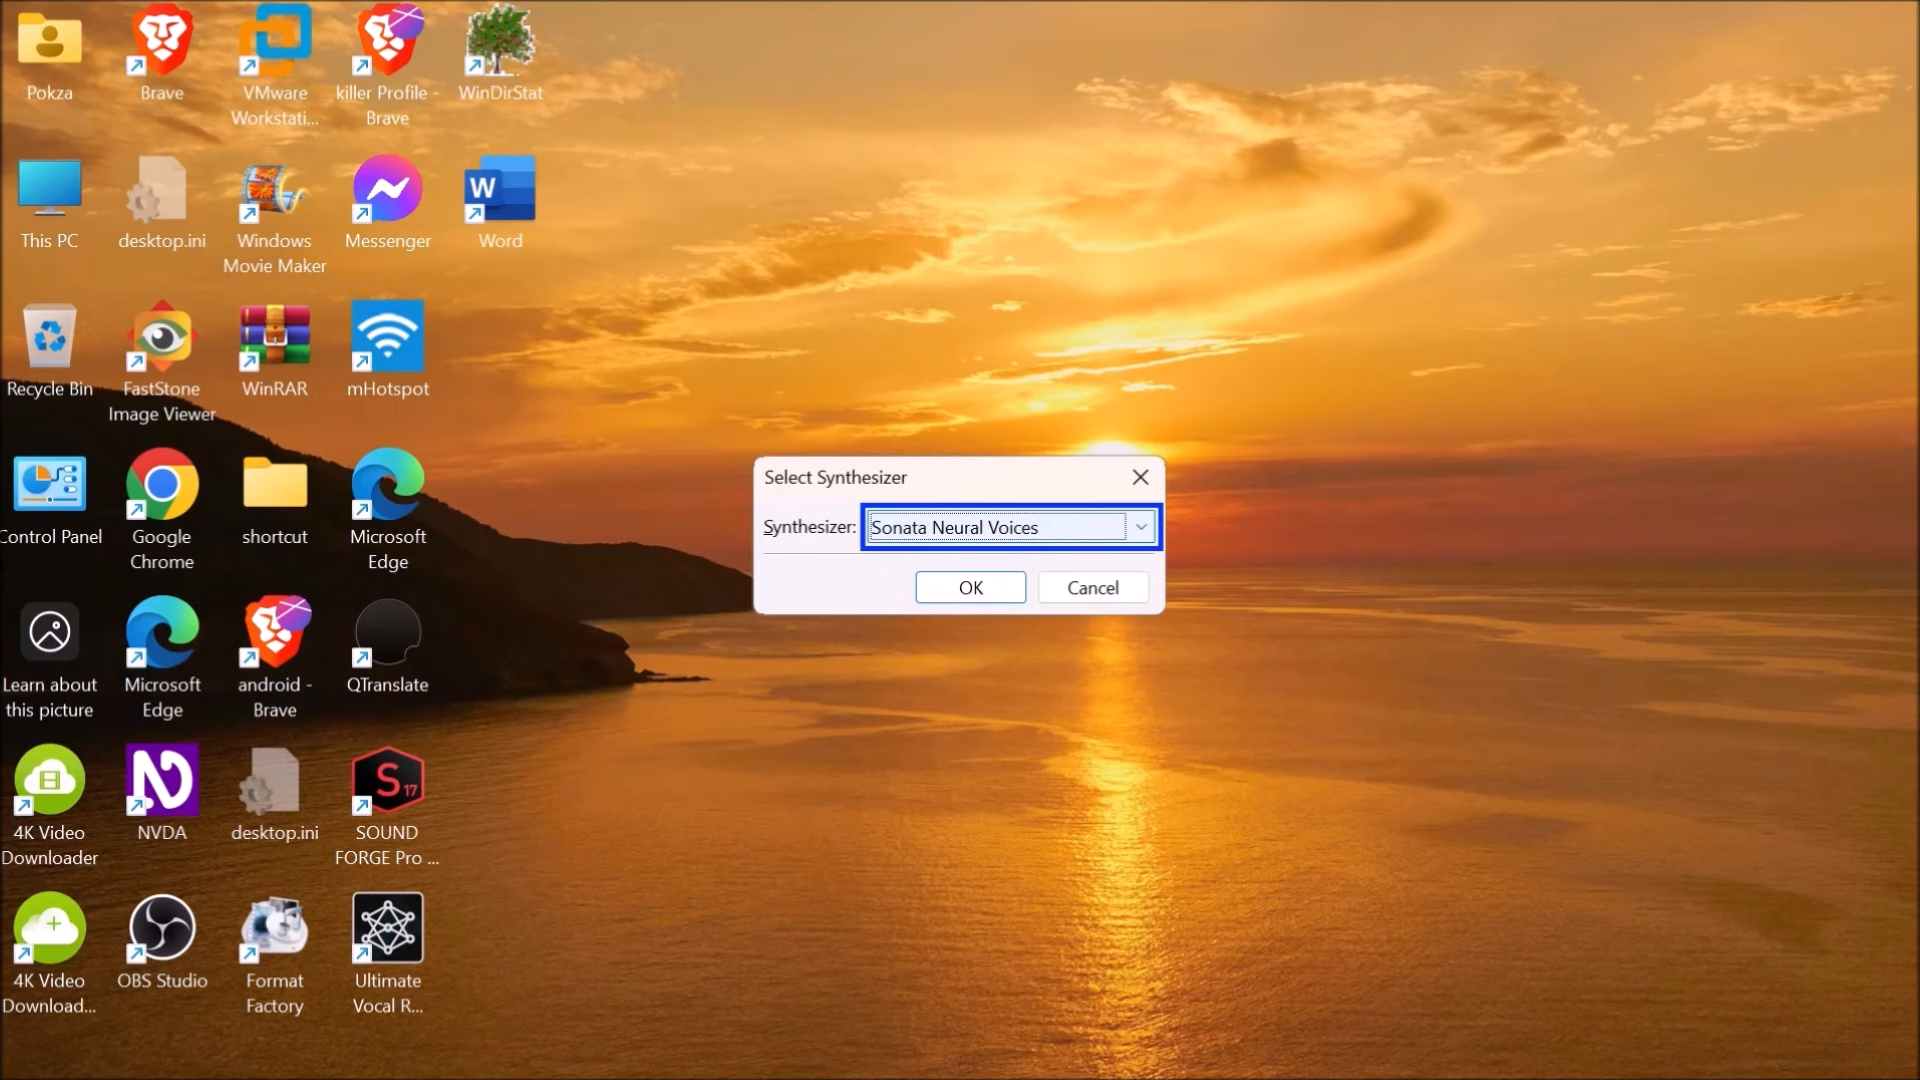 Pokza
Brave
VMware
Workstati...
killer Profile -
Brave
WinDirStat
This PC
desktop.ini
Windows
Movie Maker
Messenger
W
Word
Recycle Bin
FastStone
Image Viewer
WinRAR
mHotspot
Select Synthesizer
Synthesizer:
Sonata Neural Voices
OK
Cancel
Control Panel
Google
Chrome
shortcut
Microsoft
Edge
Learn about
this picture
Microsoft
Edge
android -
Brave
QTranslate
4K Video
Downloader
NVDA
desktop.ini
S 17
SOUND
FORGE Pro ...
4K Video
Download...
OBS Studio
Format
Factory
Ultimate
Vocal R...